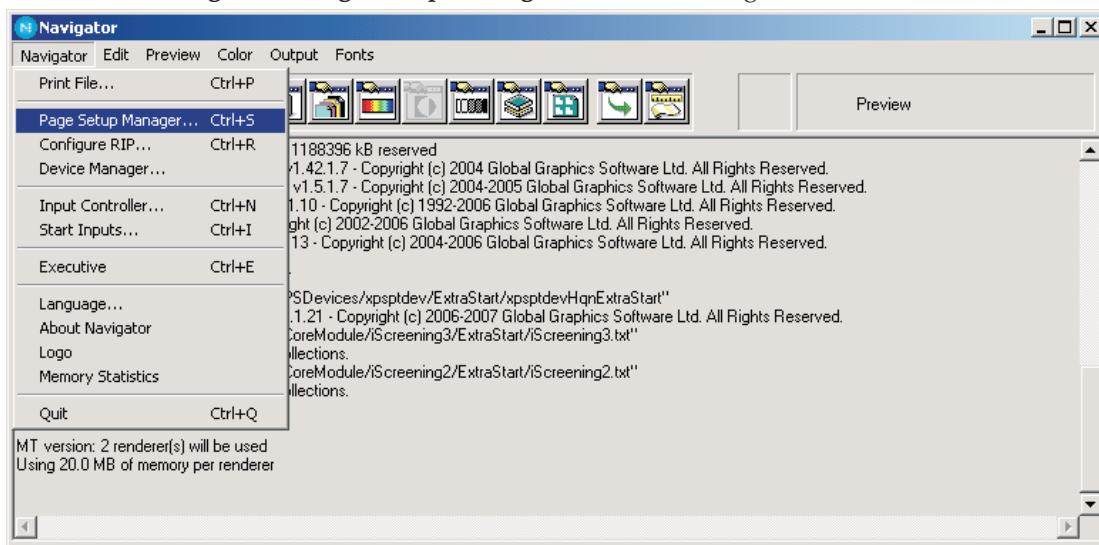 Navigator
Navigator Edit Preview Color Output Fonts
Print File... Ctrl+P
Page Setup Manager... Ctrl+S
Configure RIP... Ctrl+R
Device Manager...
Input Controller... Ctrl+N
Start Inputs... Ctrl+I
Executive Ctrl+E
Language...
About Navigator
Logo
Memory Statistics
Quit Ctrl+Q
Preview
1188396 kB reserved
v1.42.1.7 - Copyright (c) 2004 Global Graphics Software Ltd. All Rights Reserved.
v1.5.1.7 - Copyright (c) 2004-2005 Global Graphics Software Ltd. All Rights Reserved.
1.10 - Copyright (c) 1992-2006 Global Graphics Software Ltd. All Rights Reserved.
ght (c) 2002-2006 Global Graphics Software Ltd. All Rights Reserved.
13 - Copyright (c) 2004-2006 Global Graphics Software Ltd. All Rights Reserved.
PSDevices/xpsptdev/ExtraStart/xpsptdevHqnExtraStart"
.1.21 - Copyright (c) 2006-2007 Global Graphics Software Ltd. All Rights Reserved.
CoreModule/iScreening3/ExtraStart/iScreening3.txt"
llections.
CoreModule/iScreening2/ExtraStart/iScreening2.txt"
llections.
MT version: 2 renderer(s) will be used
Using 20.0 MB of memory per renderer